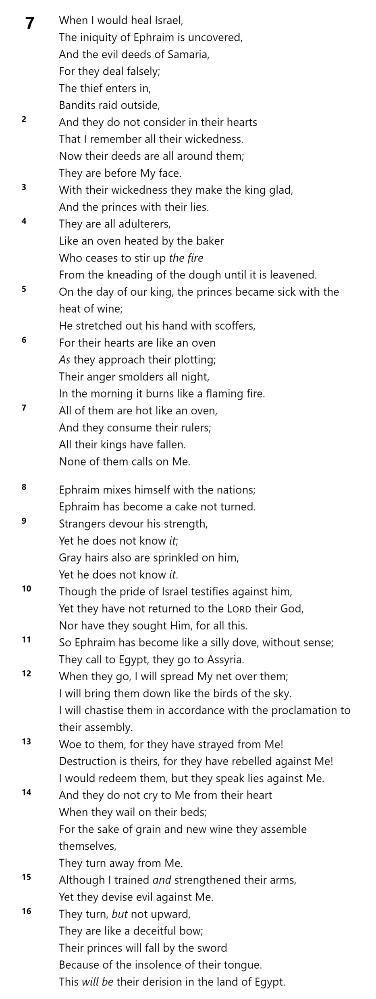 7 When I would heal Israel,
The iniquity of Ephraim is uncovered,
And the evil deeds of Samaria,
For they deal falsely;
The thief enters in,
Bandits raid outside,
2 And they do not consider in their hearts
That I remember all their wickedness.
Now their deeds are all around them;
They are before My face.
3 With their wickedness they make the king glad,
And the princes with their lies.
4 They are all adulterers,
Like an oven heated by the baker
Who ceases to stir up the fire
From the kneading of the dough until it is leavened.
5 On the day of our king, the princes became sick with the
heat of wine;
He stretched out his hand with scoffers,
6 For their hearts are like an oven
As they approach their plotting;
Their anger smolders all night,
In the morning it burns like a flaming fire.
7 All of them are hot like an oven,
And they consume their rulers;
All their kings have fallen.
None of them calls on Me.
8 Ephraim mixes himself with the nations;
Ephraim has become a cake not turned.
9 Strangers devour his strength,
Yet he does not know it;
Gray hairs also are sprinkled on him,
Yet he does not know it.
10 Though the pride of Israel testifies against him,
Yet they have not returned to the LORD their God,
Nor have they sought Him, for all this.
11 So Ephraim has become like a silly dove, without sense;
They call to Egypt, they go to Assyria.
12 When they go, I will spread My net over them;
I will bring them down like the birds of the sky.
I will chastise them in accordance with the proclamation to
their assembly.
13 Woe to them, for they have strayed from Me!
Destruction is theirs, for they have rebelled against Me!
I would redeem them, but they speak lies against Me.
14 And they do not cry to Me from their heart
When they wail on their beds;
For the sake of grain and new wine they assemble
themselves,
They turn away from Me.
15 Although I trained and strengthened their arms,
Yet they devise evil against Me.
16 They turn, but not upward,
They are like a deceitful bow;
Their princes will fall by the sword
Because of the insolence of their tongue.
This will be their derision in the land of Egypt.